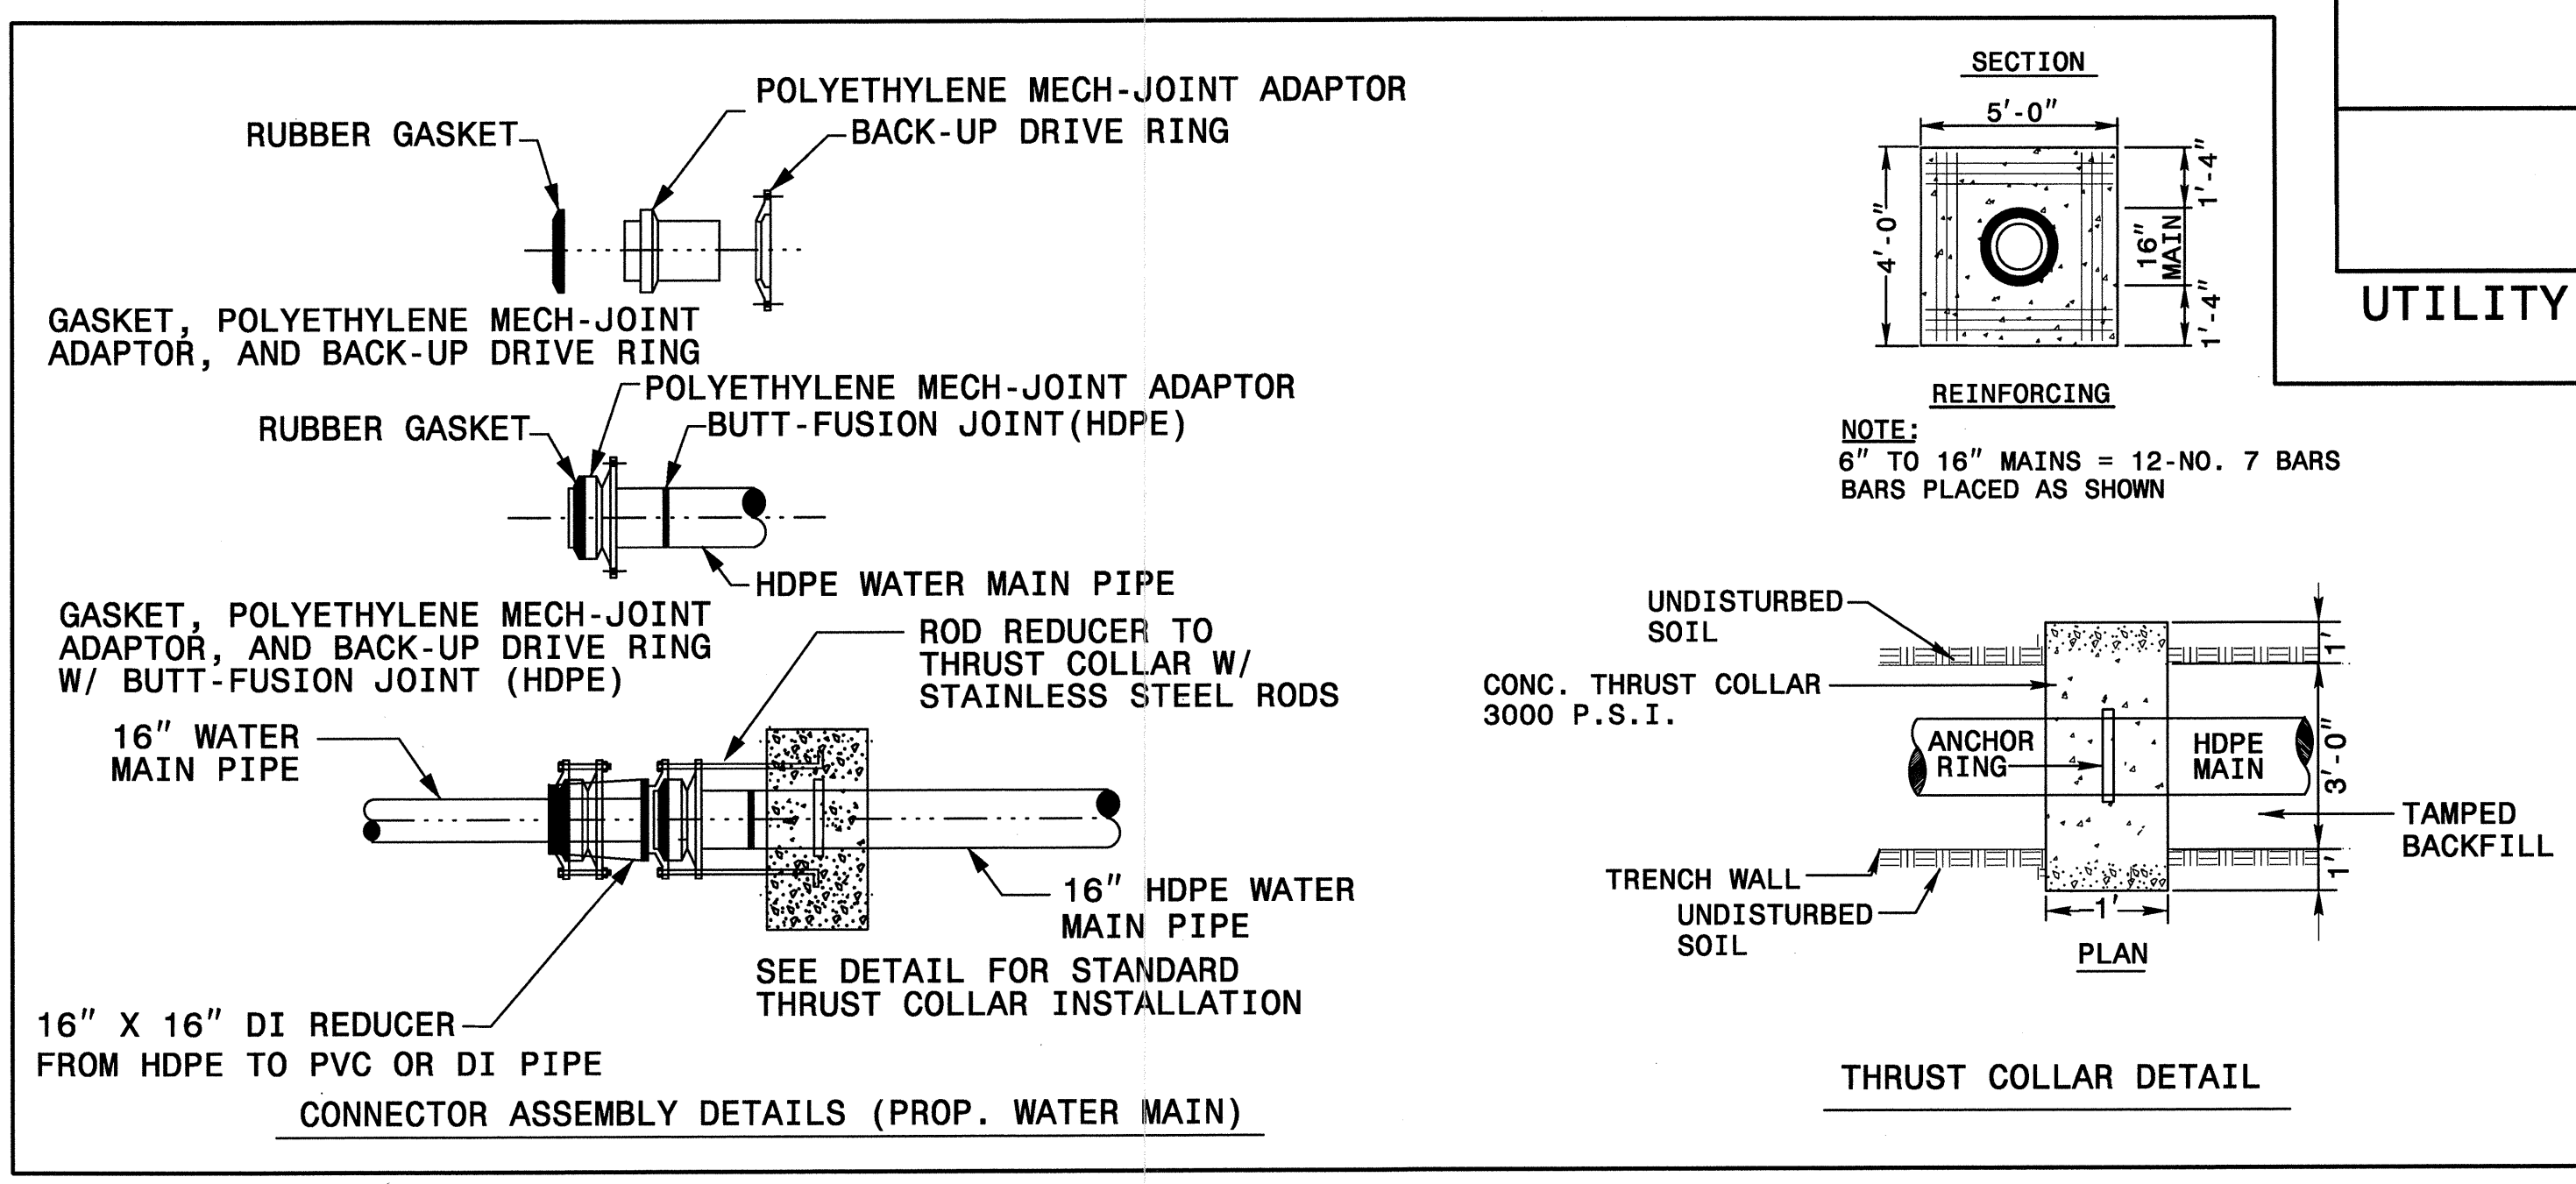 POLYETHYLENE MECH-JOINT ADAPTOR
RUBBER GASKET
BACK-UP DRIVE RING
GASKET, POLYETHYLENE MECH-JOINT
ADAPTOR, AND BACK-UP DRIVE RING
POLYETHYLENE MECH-JOINT ADAPTOR
RUBBER GASKET
BUTT-FUSION JOINT(HDPE)
HDPE WATER MAIN PIPE
GASKET, POLYETHYLENE MECH-JOINT
ADAPTOR, AND BACK-UP DRIVE RING
W/ BUTT-FUSION JOINT (HDPE)
ROD REDUCER TO
THRUST COLLAR W/
STAINLESS STEEL RODS
16" WATER
MAIN PIPE
16" HDPE WATER
MAIN PIPE
SEE DETAIL FOR STANDARD
THRUST COLLAR INSTALLATION
16" X 16" DI REDUCER
FROM HDPE TO PVC OR DI PIPE
CONNECTOR ASSEMBLY DETAILS (PROP. WATER MAIN)
SECTION
5'-0"
4'-0"
1'-4"
16"
MAIN
1'-4"
REINFORCING
NOTE:
6" TO 16" MAINS = 12-NO. 7 BARS
BARS PLACED AS SHOWN
UNDISTURBED
SOIL
CONC. THRUST COLLAR
3000 P.S.I.
ANCHOR
RING
HDPE
MAIN
1'
3'-0"
1'
TAMPED
BACKFILL
TRENCH WALL
UNDISTURBED
SOIL
1'
PLAN
THRUST COLLAR DETAIL
UTILITY